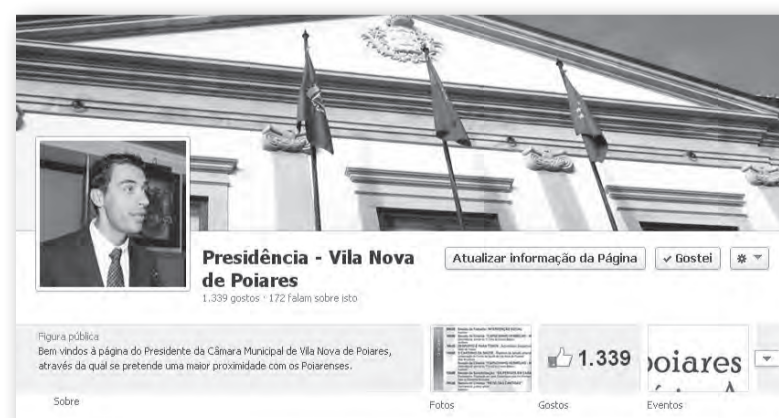 Presidência - Vila Nova
de Poiares
1.339 gostos · 172 falam sobre isto
Atualizar informação da Página
Gostei
Figura pública
Bem vindos à página do Presidente da Câmara Municipal de Vila Nova de Poiares,
através da qual se pretende uma maior proximidade com os Poiarenses.
Sobre
1.339
poiares
Fotos
Gostos
Eventos